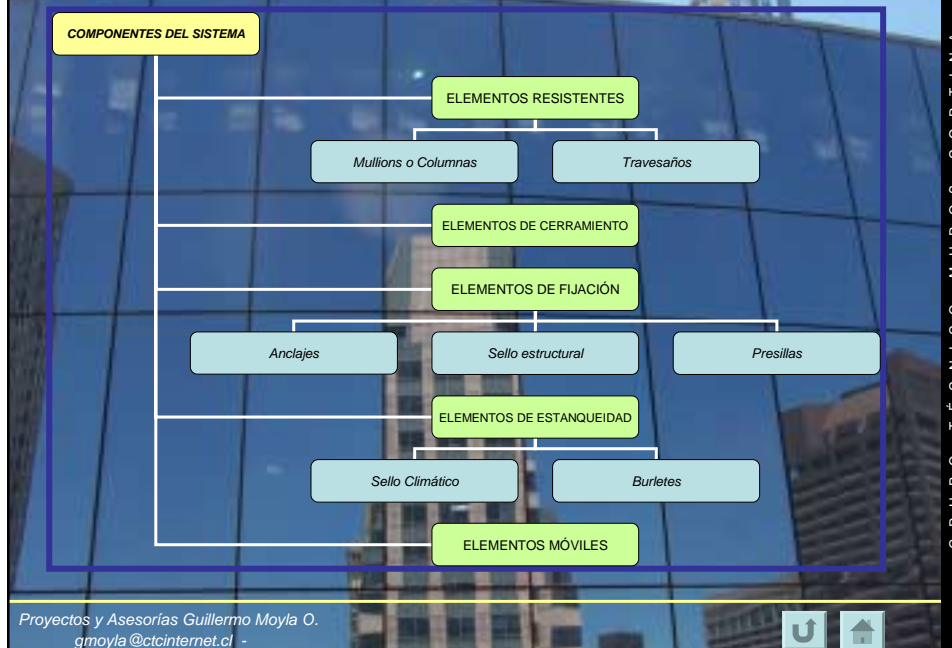 COMPONENTES DEL SISTEMA
ELEMENTOS RESISTENTES
Mullions o Columnas
Travesaños
ELEMENTOS DE CERRAMIENTO
ELEMENTOS DE FIJACIÓN
Anclajes
Sello estructural
Presillas
ELEMENTOS DE ESTANQUEIDAD
Sello Climático
Burletes
ELEMENTOS MÓVILES
Proyectos y Asesorías Guillermo Moyla O.
gmoyla@ctcinternet.cl -